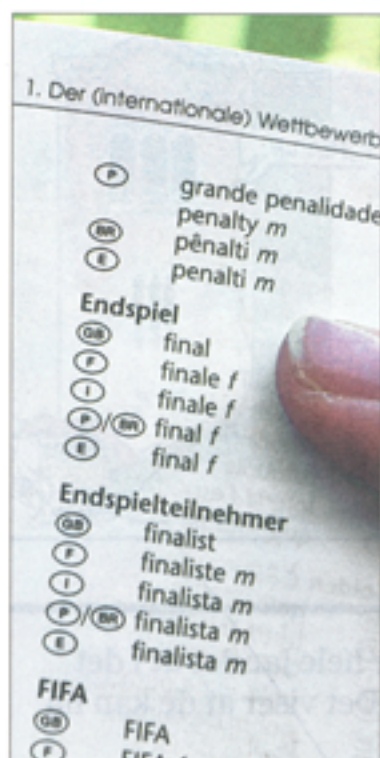 1. Der (internationale) Wettbewerb
P grande penalidade
penalty m
BR pênalti m
E penalti m
Endspiel
GB final
F finale f
I finale f
P/BR final f
E final f
Endspielteilnehmer
GB finalist
F finaliste m
I finalista m
P/BR finalista m
E finalista m
FIFA
GB FIFA
F FIFA